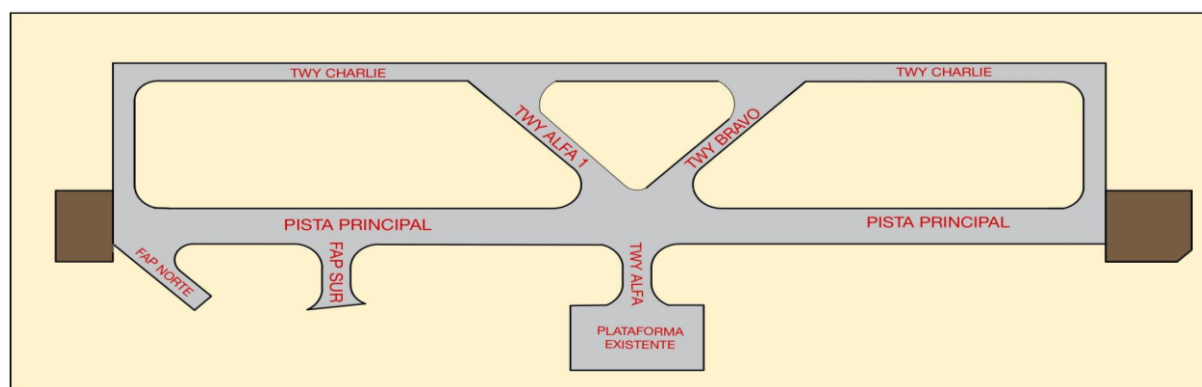 TWY CHARLIE
TWY CHARLIE
TWY ALFA 1
TWY BRAVO
PISTA PRINCIPAL
PISTA PRINCIPAL
FAP NORTE
FAP SUR
TWY ALFA
PLATAFORMA
EXISTENTE